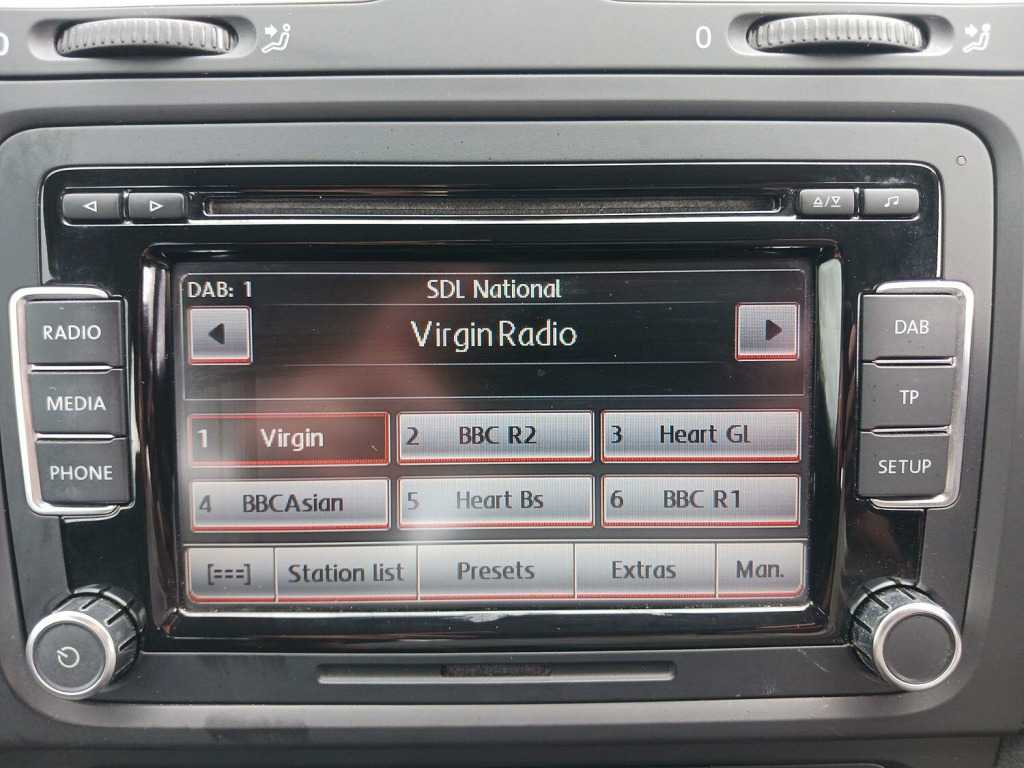 0
DAB: 1
SDL National
Virgin Radio
RADIO
MEDIA
PHONE
DAB
TP
SETUP
1 Virgin
2 BBC R2
3 Heart GL
4 BBCAsian
5 Heart Bs
6 BBC R1
[===]
Station list
Presets
Extras
Man.